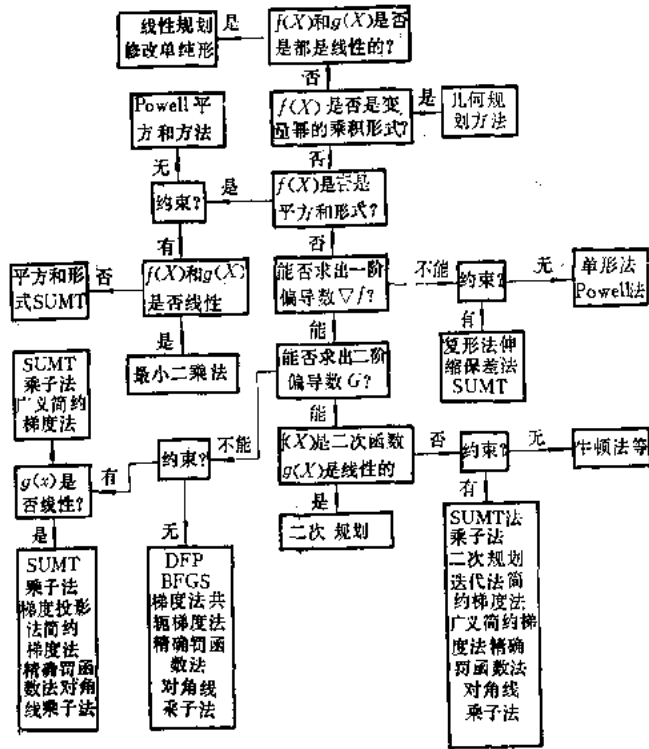 线性规划
修改单纯形
是
f(X)和g(X)是否
是都是线性的?
否
Powell 平
方和方法
f(X) 是否是变
量幂的乘积形式?
是
几何规
划方法
无
否
约束?
是
f(X)是否是
平方和形式?
有
否
平方和形
式SUMT
否
f(X)和g(X)
是否线性
能否求出一阶
偏导数 ∇f?
不能
约束?
无
单形法
Powell法
是
能
有
最小二乘法
能否求出二阶
偏导数 G?
复形法伸
缩保差法
SUMT
SUMT
乘子法
广义简约
梯度法
能
g(x)是
否线性?
有
约束?
不能
f(X)是二次函数
g(X)是线性的
否
约束?
无
牛顿法等
是
无
是
有
二次 规划
SUMT
乘子法
梯度投影
法简约
梯度法
精确罚函
数法对角
线乘子法
DFP
BFGS
梯度法共
轭梯度法
精确罚函
数法
对角线
乘子法
SUMT法
乘子法
二次规划
迭代法简
约梯度法
广义简约梯
度法精确
罚函数法
对角线
乘子法